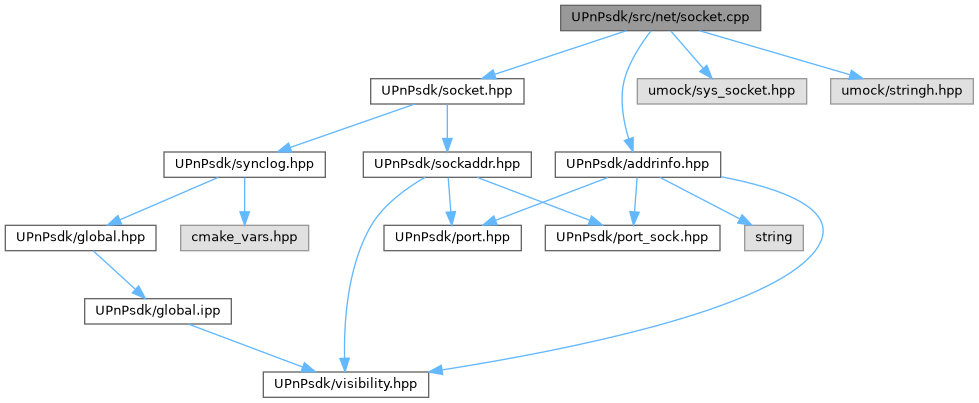 UPnPsdk/src/net/socket.cpp
UPnPsdk/socket.hpp
umock/sys_socket.hpp
umock/stringh.hpp
UPnPsdk/synclog.hpp
UPnPsdk/sockaddr.hpp
UPnPsdk/addrinfo.hpp
UPnPsdk/global.hpp
cmake_vars.hpp
UPnPsdk/port.hpp
UPnPsdk/port_sock.hpp
string
UPnPsdk/global.ipp
UPnPsdk/visibility.hpp